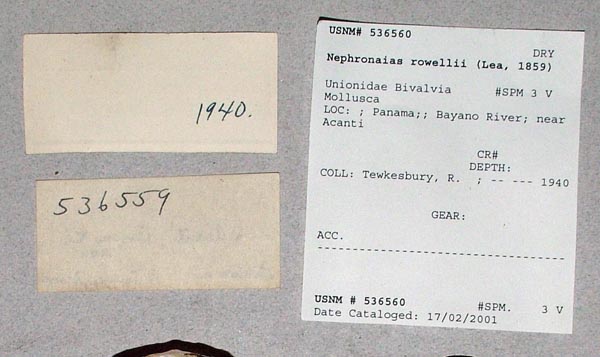 1940.
536559
USNM# 536560
DRY
Nephronaias rowellii (Lea, 1859)
Unionidae Bivalvia #SPM 3 V
Mollusca
LOC: ; Panama;; Bayano River; near
Acanti
CR#
DEPTH:
COLL: Tewkesbury, R. ; -- --- 1940
GEAR:
ACC.
USNM # 536560 #SPM. 3 V
Date Cataloged: 17/02/2001